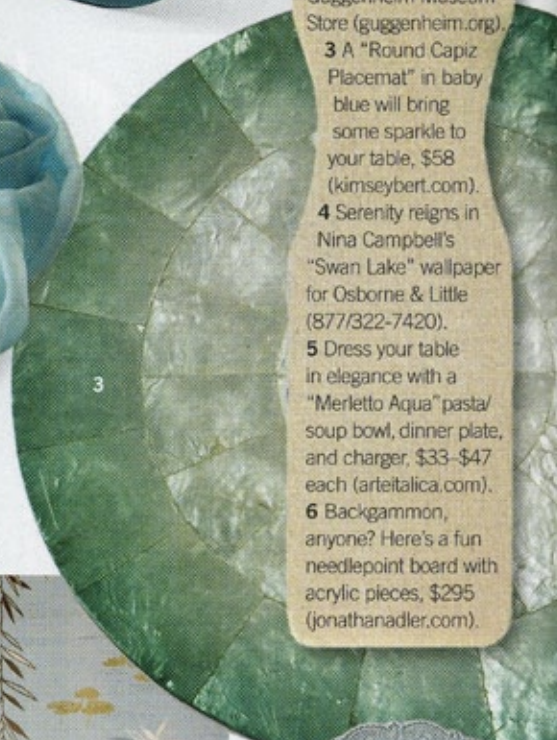 Guggenheim Museum
Store (guggenheim.org).
3 A “Round Capiz
Placemat” in baby
blue will bring
some sparkle to
your table, $58
(kimseybert.com).
4 Serenity reigns in
Nina Campbell’s
“Swan Lake” wallpaper
for Osborne & Little
(877/322-7420).
5 Dress your table
in elegance with a
“Merletto Aqua” pasta/
soup bowl, dinner plate,
and charger, $33–$47
each (arteitalica.com).
6 Backgammon,
anyone? Here’s a fun
needlepoint board with
acrylic pieces, $295
(jonathanadler.com).
3